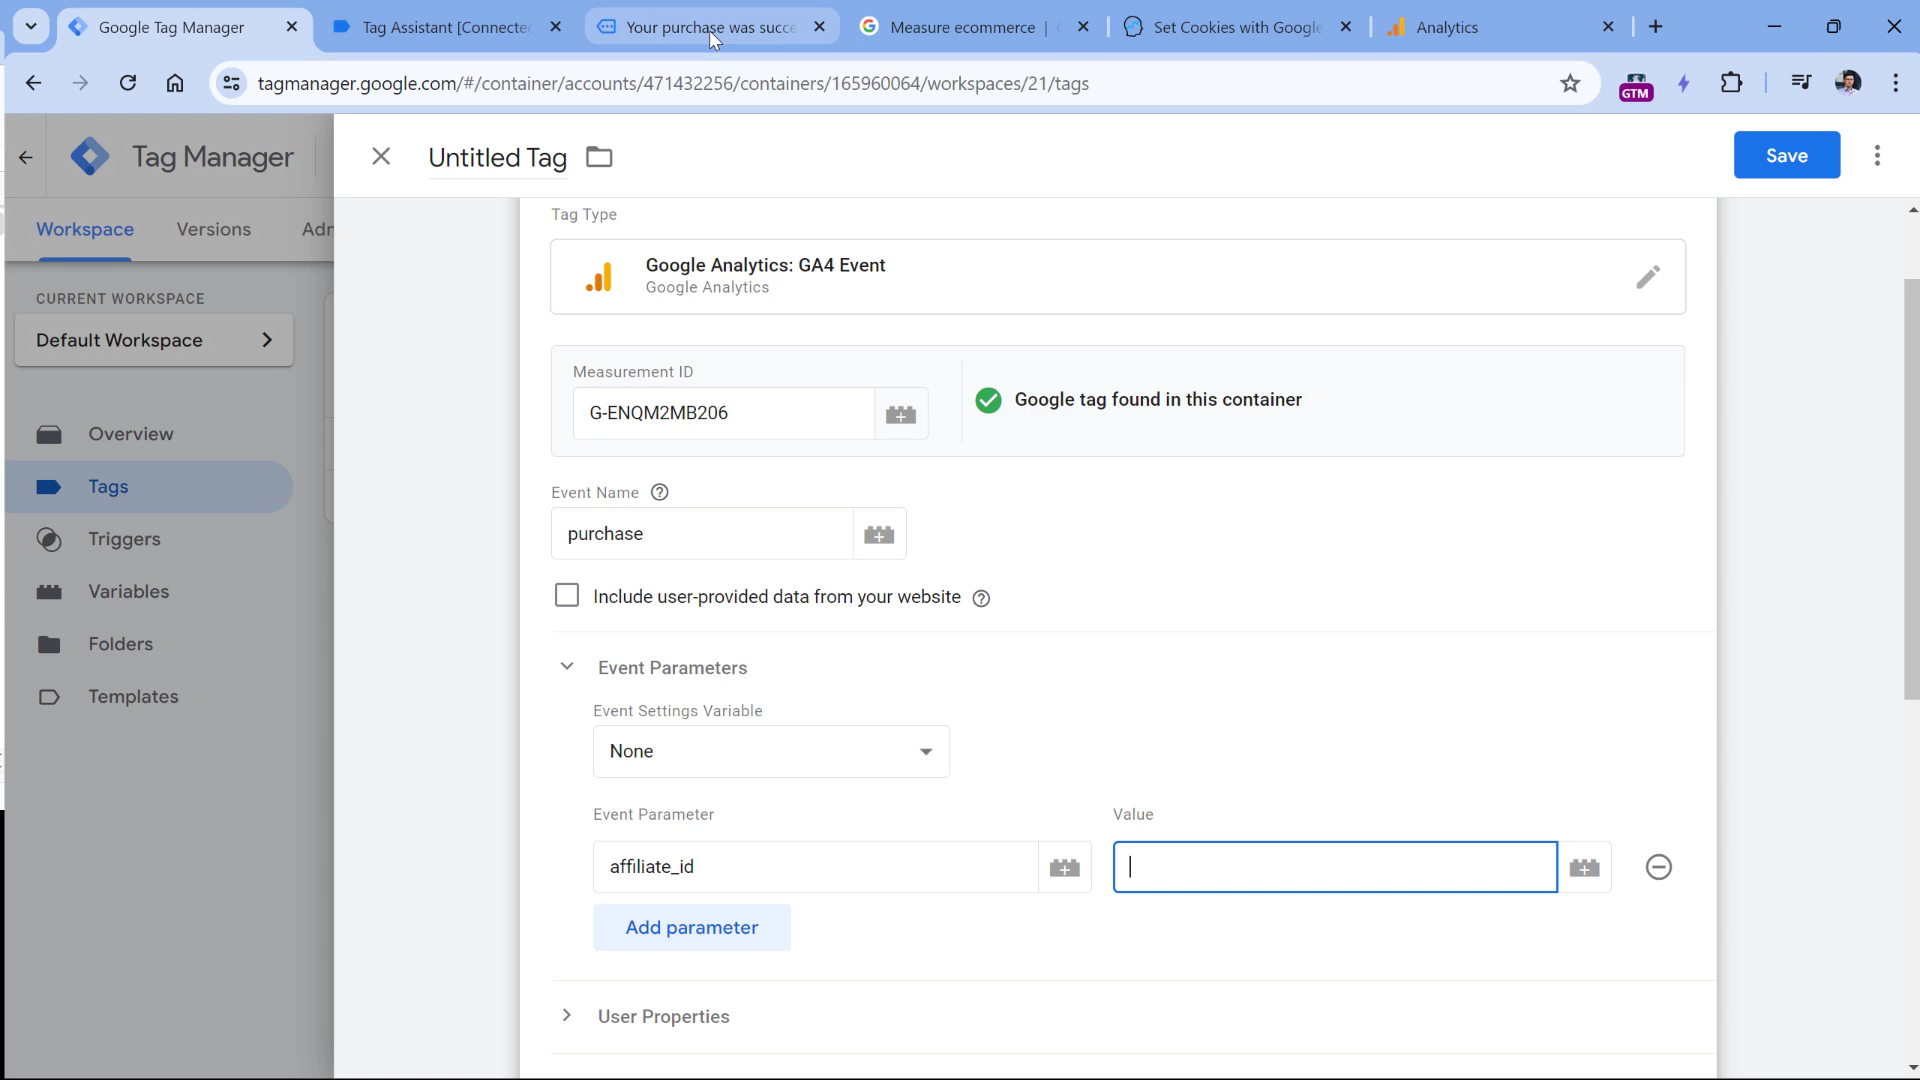 Google Tag Manager
Tag Assistant [Connected
Your purchase was succe
Measure ecommerce |
Set Cookies with Google
Analytics
tagmanager.google.com/#/container/accounts/471432256/containers/165960064/workspaces/21/tags
GTM
Tag Manager
Untitled Tag
Save
Workspace
Versions
Adm
CURRENT WORKSPACE
Default Workspace
Overview
Tags
Triggers
Variables
Folders
Templates
Tag Type
Google Analytics: GA4 Event
Google Analytics
Measurement ID
G-ENQM2MB206
Google tag found in this container
Event Name
purchase
Include user-provided data from your website
Event Parameters
Event Settings Variable
None
Event Parameter
Value
affiliate_id
Add parameter
User Properties